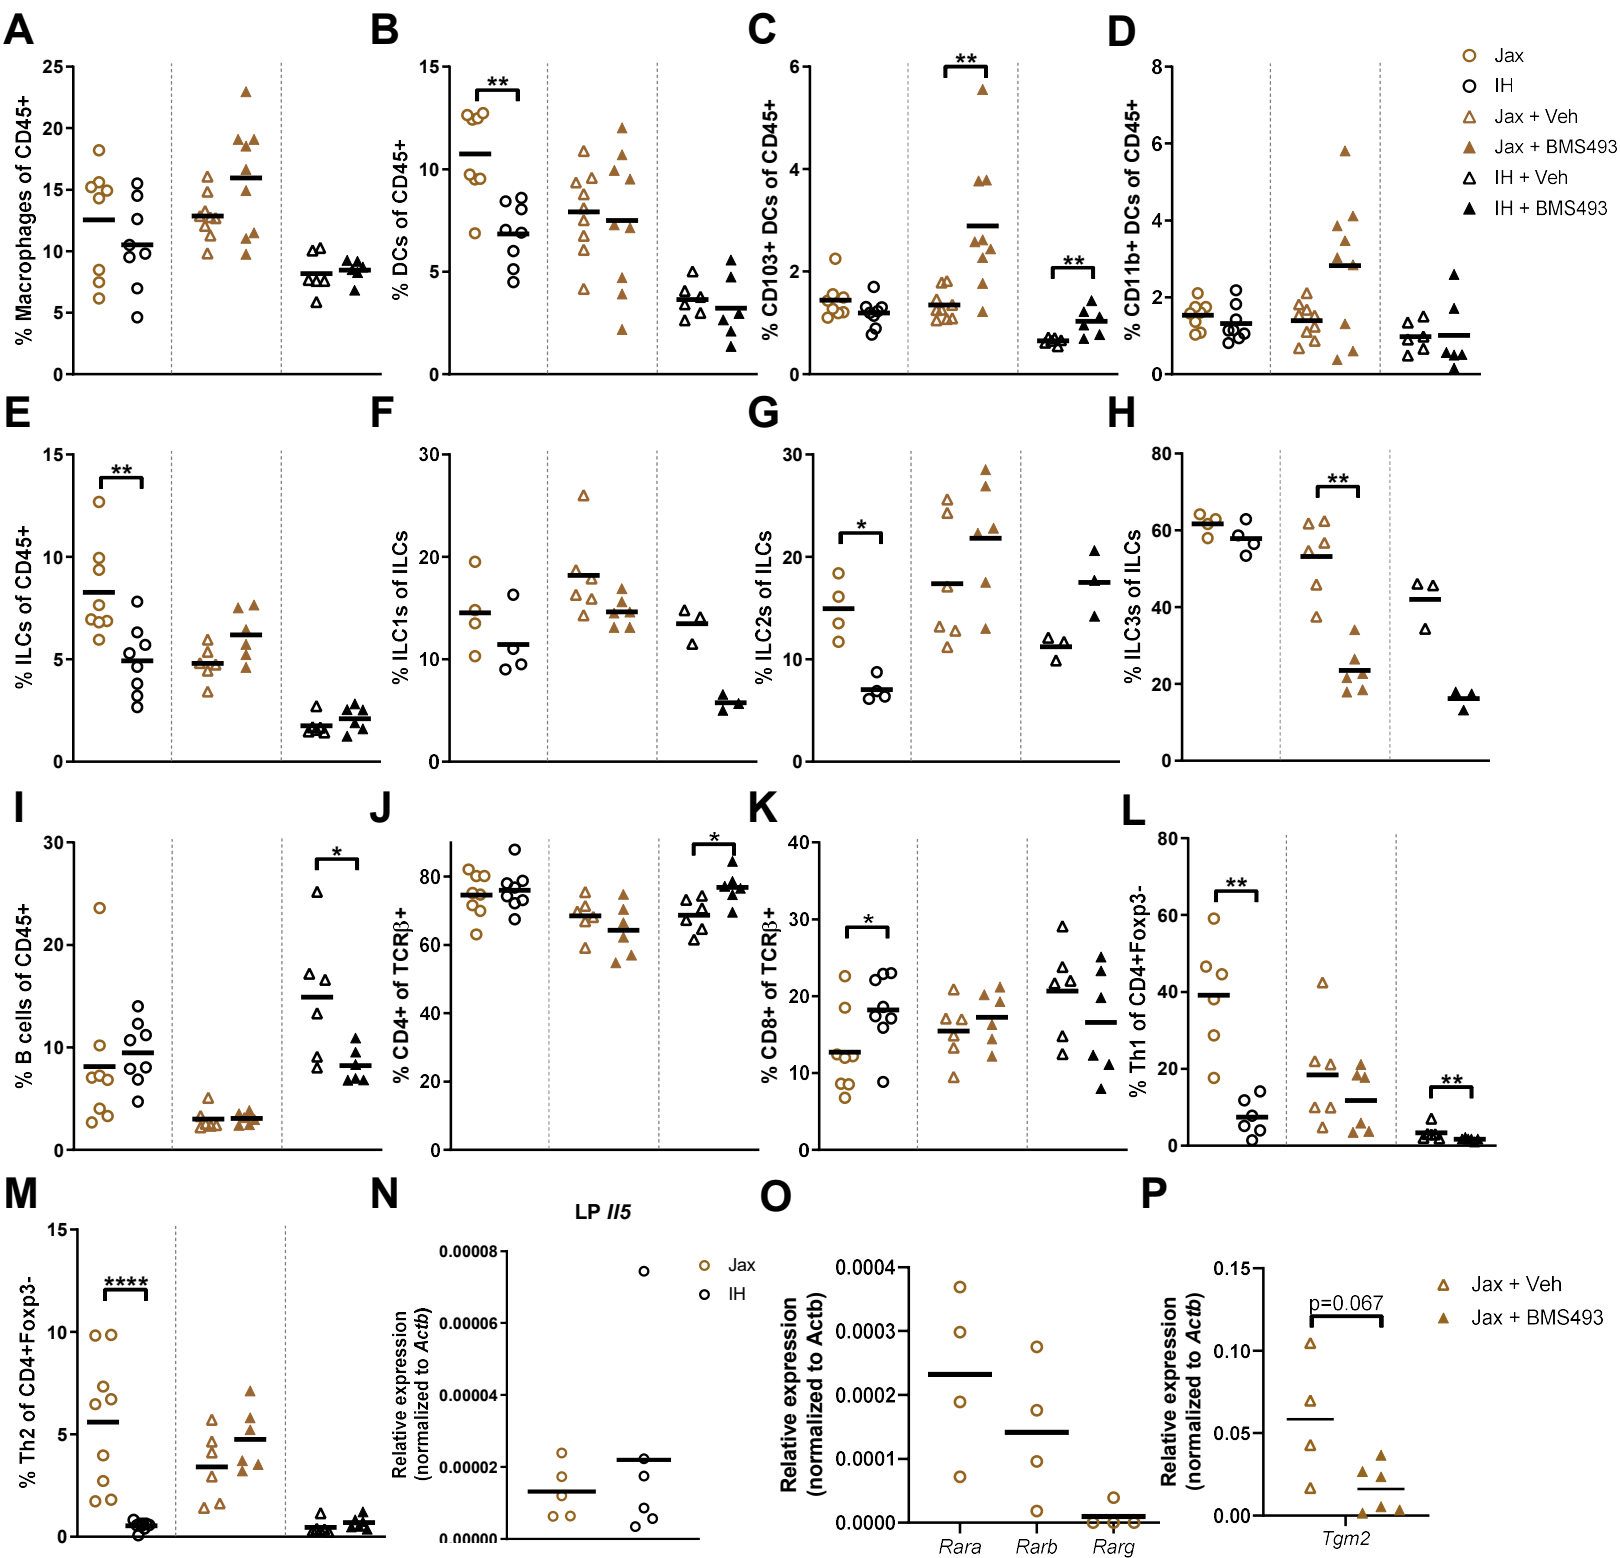 A
B
C
D
25
20
15
10
5
0
% Macrophages of CD45+
15
10
5
0
% DCs of CD45+
**
6
4
2
0
% CD103+ DCs of CD45+
**
**
8
6
4
2
0
% CD11b+ DCs of CD45+
Jax
IH
Jax + Veh
Jax + BMS493
IH + Veh
IH + BMS493
E
F
G
H
15
10
5
0
% ILCs of CD45+
**
30
20
10
0
% ILC1s of ILCs
30
20
10
0
% ILC2s of ILCs
*
80
60
40
20
0
% ILC3s of ILCs
**
I
J
K
L
30
20
10
0
% B cells of CD45+
*
80
60
40
20
0
% CD4+ of TCRβ+
*
40
30
20
10
0
% CD8+ of TCRβ+
*
80
60
40
20
0
% Th1 of CD4+Foxp3-
**
**
M
N
O
P
15
10
5
0
% Th2 of CD4+Foxp3-
****
LP Il5
0.00008
0.00006
0.00004
0.00002
0.00000
Relative expression
(normalized to Actb)
Jax
IH
0.0004
0.0003
0.0002
0.0001
0.0000
Relative expression
(normalized to Actb)
Rara
Rarb
Rarg
0.15
0.10
0.05
0.00
Relative expression
(normalized to Actb)
p=0.067
Tgm2
Jax + Veh
Jax + BMS493